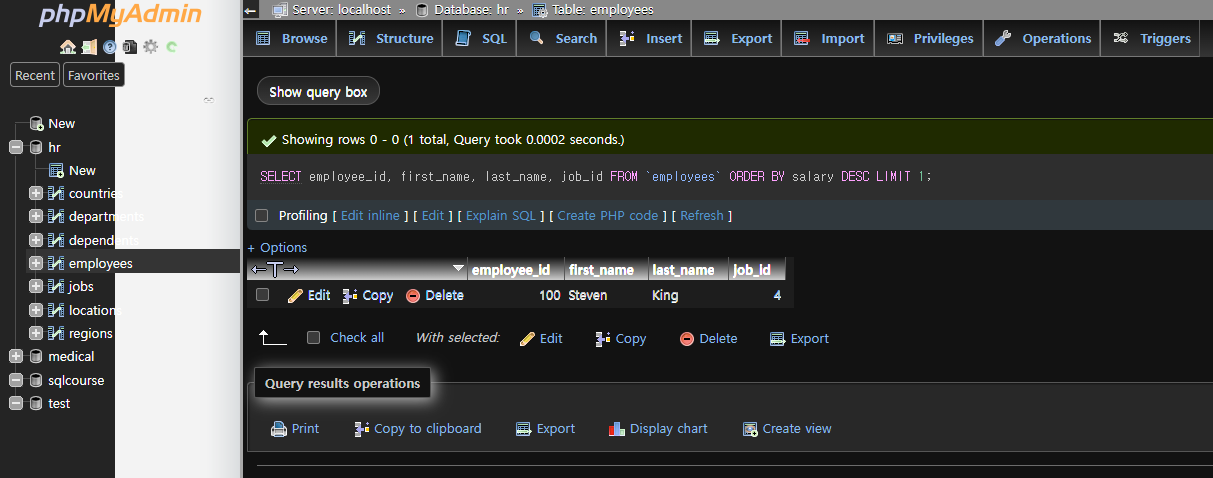 phpMyAdmin
Recent Favorites
New
hr
New
countries
departments
dependents
employees
jobs
locations
regions
medical
sqlcourse
test
Server: localhost » Database: hr » Table: employees
Browse Structure SQL Search Insert Export Import Privileges Operations Triggers
Show query box
Showing rows 0 - 0 (1 total, Query took 0.0002 seconds.)
SELECT employee_id, first_name, last_name, job_id FROM `employees` ORDER BY salary DESC LIMIT 1;
Profiling [ Edit inline ] [ Edit ] [ Explain SQL ] [ Create PHP code ] [ Refresh ]
+ Options
employee_id first_name last_name job_id
Edit Copy Delete 100 Steven King 4
Check all With selected: Edit Copy Delete Export
Query results operations
Print Copy to clipboard Export Display chart Create view